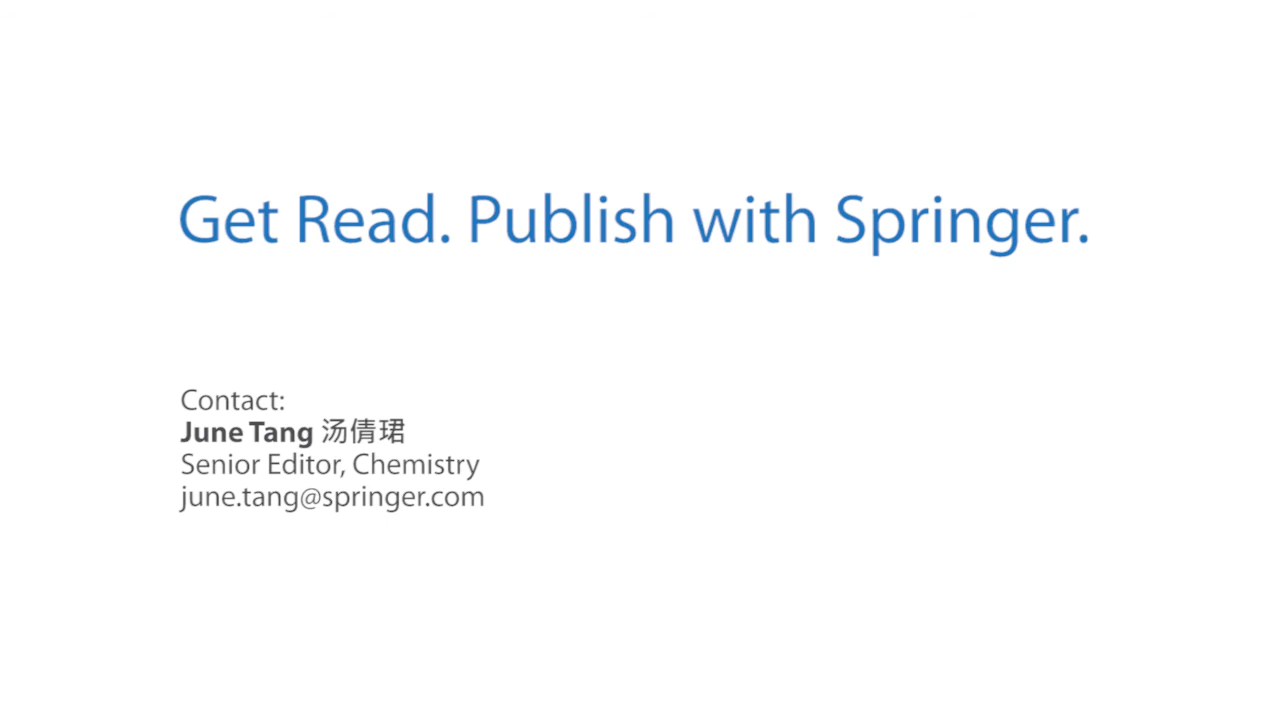 Get Read. Publish with Springer.
Contact:
June Tang 汤倩珺
Senior Editor, Chemistry
june.tang@springer.com